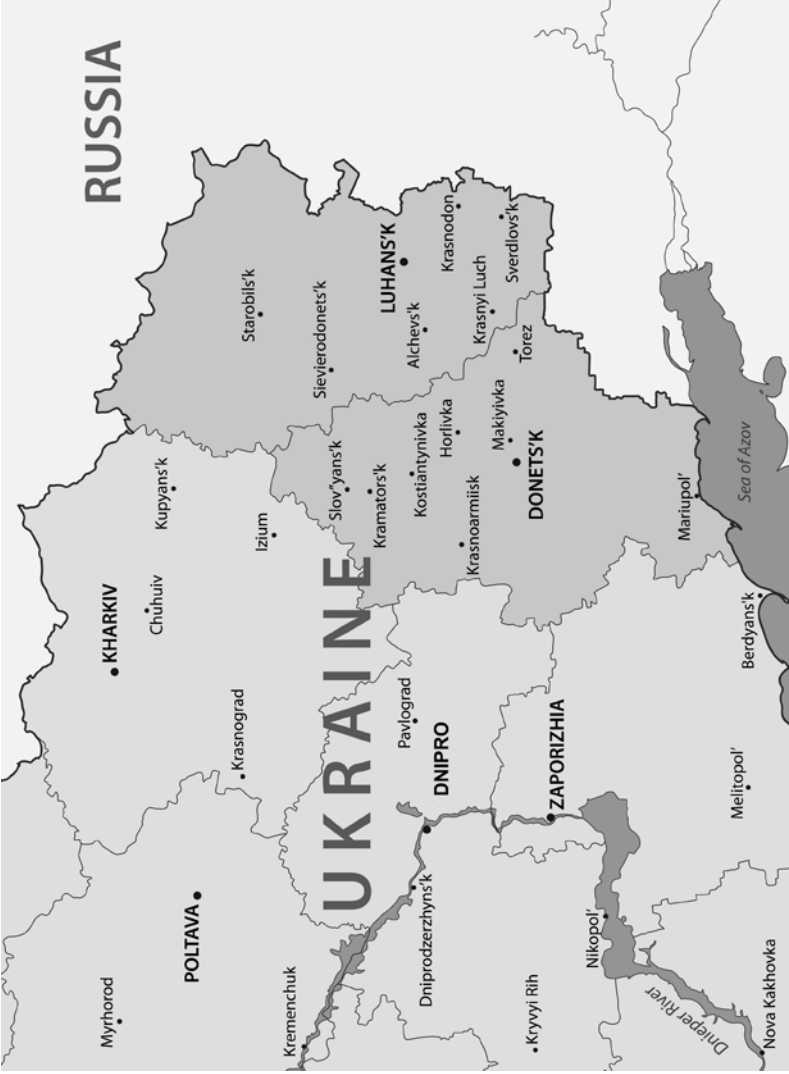 RUSSIA
UKRAINE
Myrhorod
POLTAVA
Kremenchuk
KHARKIV
Chuhuiv
Kupyans'k
Krasnograd
Izium
Starobils'k
Sievierodonets'k
LUHANS'K
Alchevs'k
Krasnodon
Krasnyi Luch
Sverdlovs'k
Slov"yans'k
Kramators'k
Kostiantynivka
Horlivka
Krasnoarmiisk
Makiyivka
DONETS'K
Torez
Mariupol'
Pavlograd
DNIPRO
Dniprodzerzhyns'k
Kryvyi Rih
ZAPORIZHIA
Nikopol'
Dnieper River
Nova Kakhovka
Melitopol'
Berdyans'k
Sea of Azov